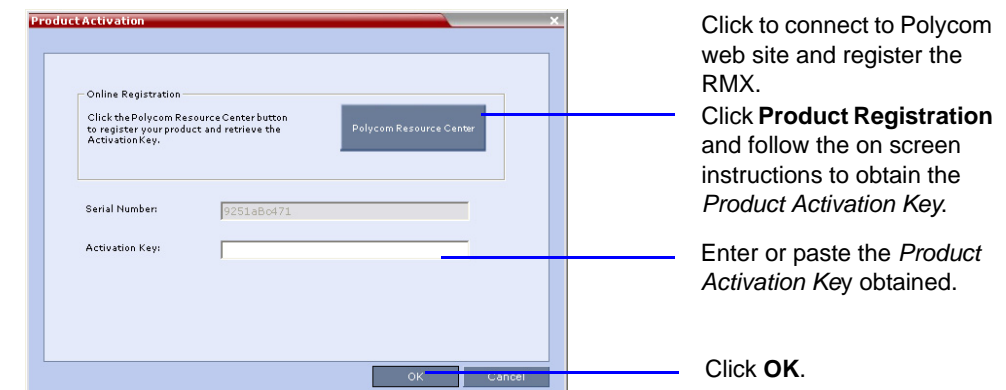 Product Activation
Online Registration
Click the Polycom Resource Center button
to register your product and retrieve the
Activation Key.
Polycom Resource Center
Serial Number:
9251aBc471
Activation Key:
OK
Cancel
Click to connect to Polycom
web site and register the
RMX.
Click Product Registration
and follow the on screen
instructions to obtain the
Product Activation Key.
Enter or paste the Product
Activation Key obtained.
Click OK.